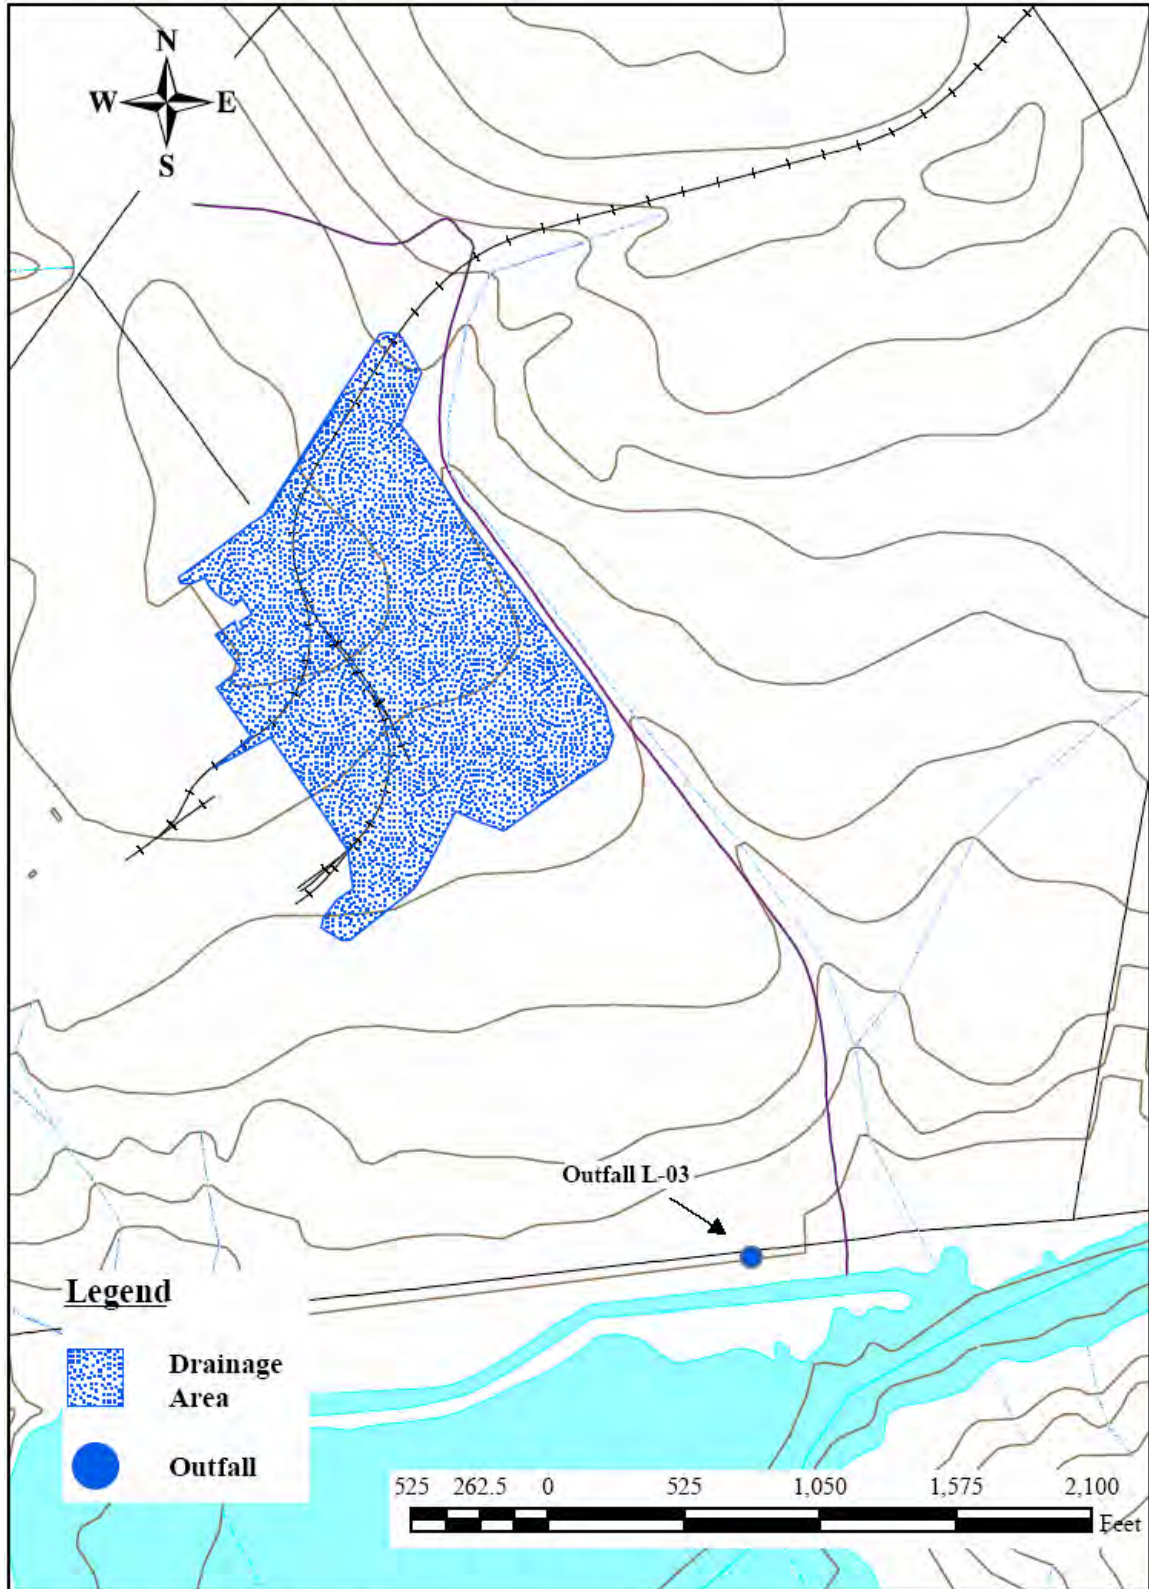 N
W E
S
Outfall L-03
Legend
Drainage
Area
Outfall
525 262.5 0 525 1,050 1,575 2,100
Feet